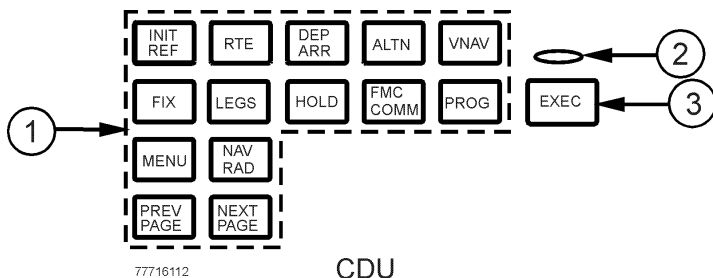 INIT
REF
RTE
DEP
ARR
ALTN
VNAV
2
FIX
LEGS
HOLD
FMC
COMM
PROG
EXEC
3
1
MENU
NAV
RAD
PREV
PAGE
NEXT
PAGE
77716112
CDU